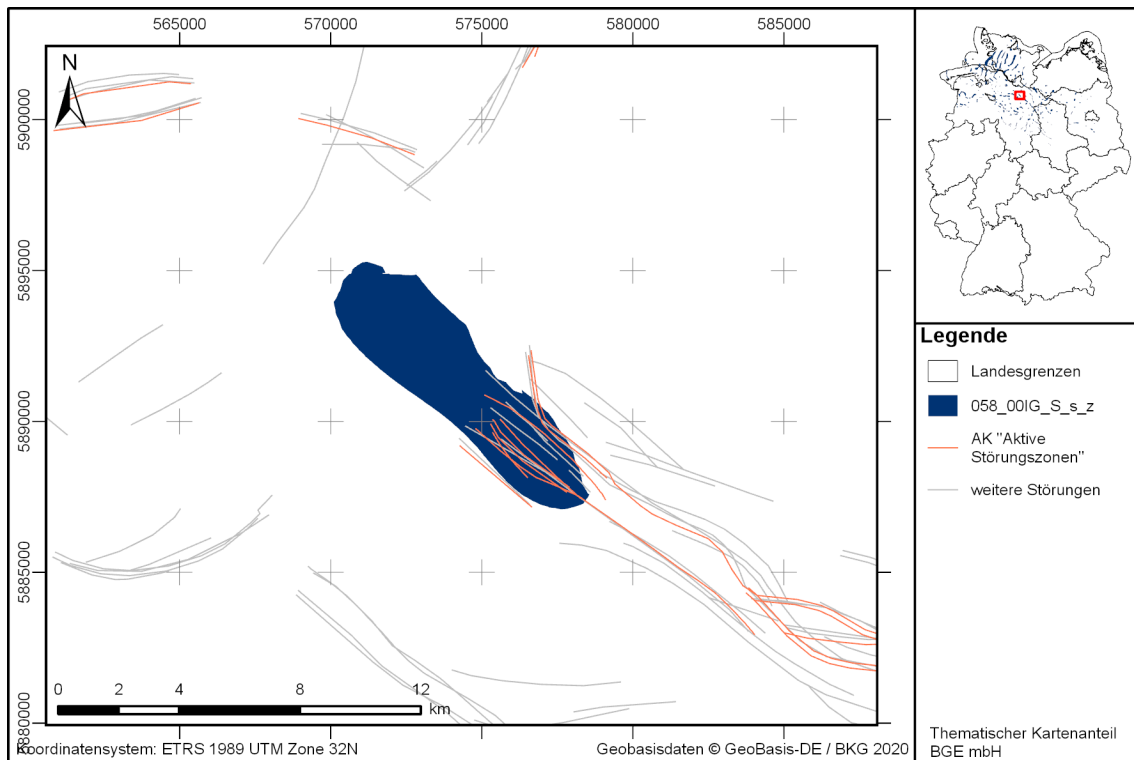 565000 570000 575000 580000 585000
590000
5895000
5890000
5885000
5880000
N
0 2 4 8 12
km
Koordinatensystem: ETRS 1989 UTM Zone 32N
Geobasisdaten © GeoBasis-DE / BKG 2020
Legende
Landesgrenzen
058_00IG_S_s_z
AK "Aktive
Störungszonen"
weitere Störungen
Thematischer Kartenanteil
BGE mbH